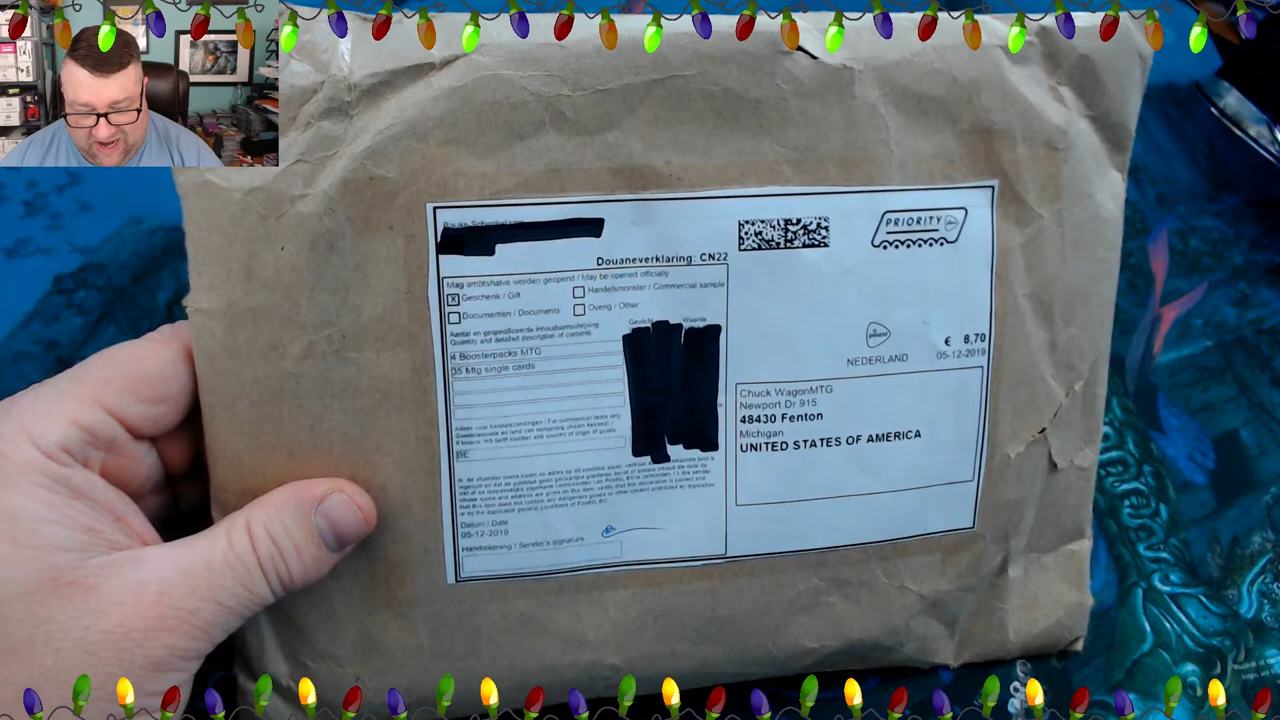 Douaneverklaring: CN22
PRIORITY
Mag ambtshalve worden geopend / May be opened officially
X Geschenk / Gift
Handelsmonster / Commercial sample
Documenten / Documents
Overig / Other
Aantal en gespecificeerde inhoudsomschrijving
Quantity and detailed description of contents
Gewicht
Waarde
4 Boosterpacks MTG
35 Mtg single cards
BE
Datum / Date
05-12-2019
Handtekening / Sender's signature
€ 8,70
NEDERLAND
05-12-2019
Chuck WagonMTG
Newport Dr 915
48430 Fenton
Michigan
UNITED STATES OF AMERICA